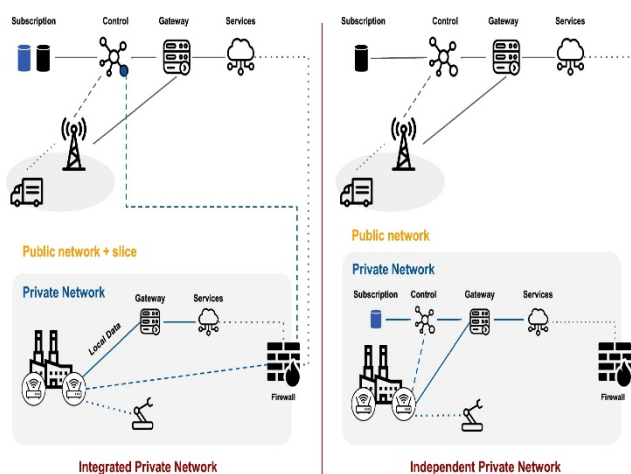 Subscription Control Gateway Services
Public network + slice
Private Network
Gateway Services
Local Data
Firewall
Integrated Private Network
Subscription Control Gateway Services
Public network
Private Network
Subscription Control Gateway Services
Firewall
Independent Private Network